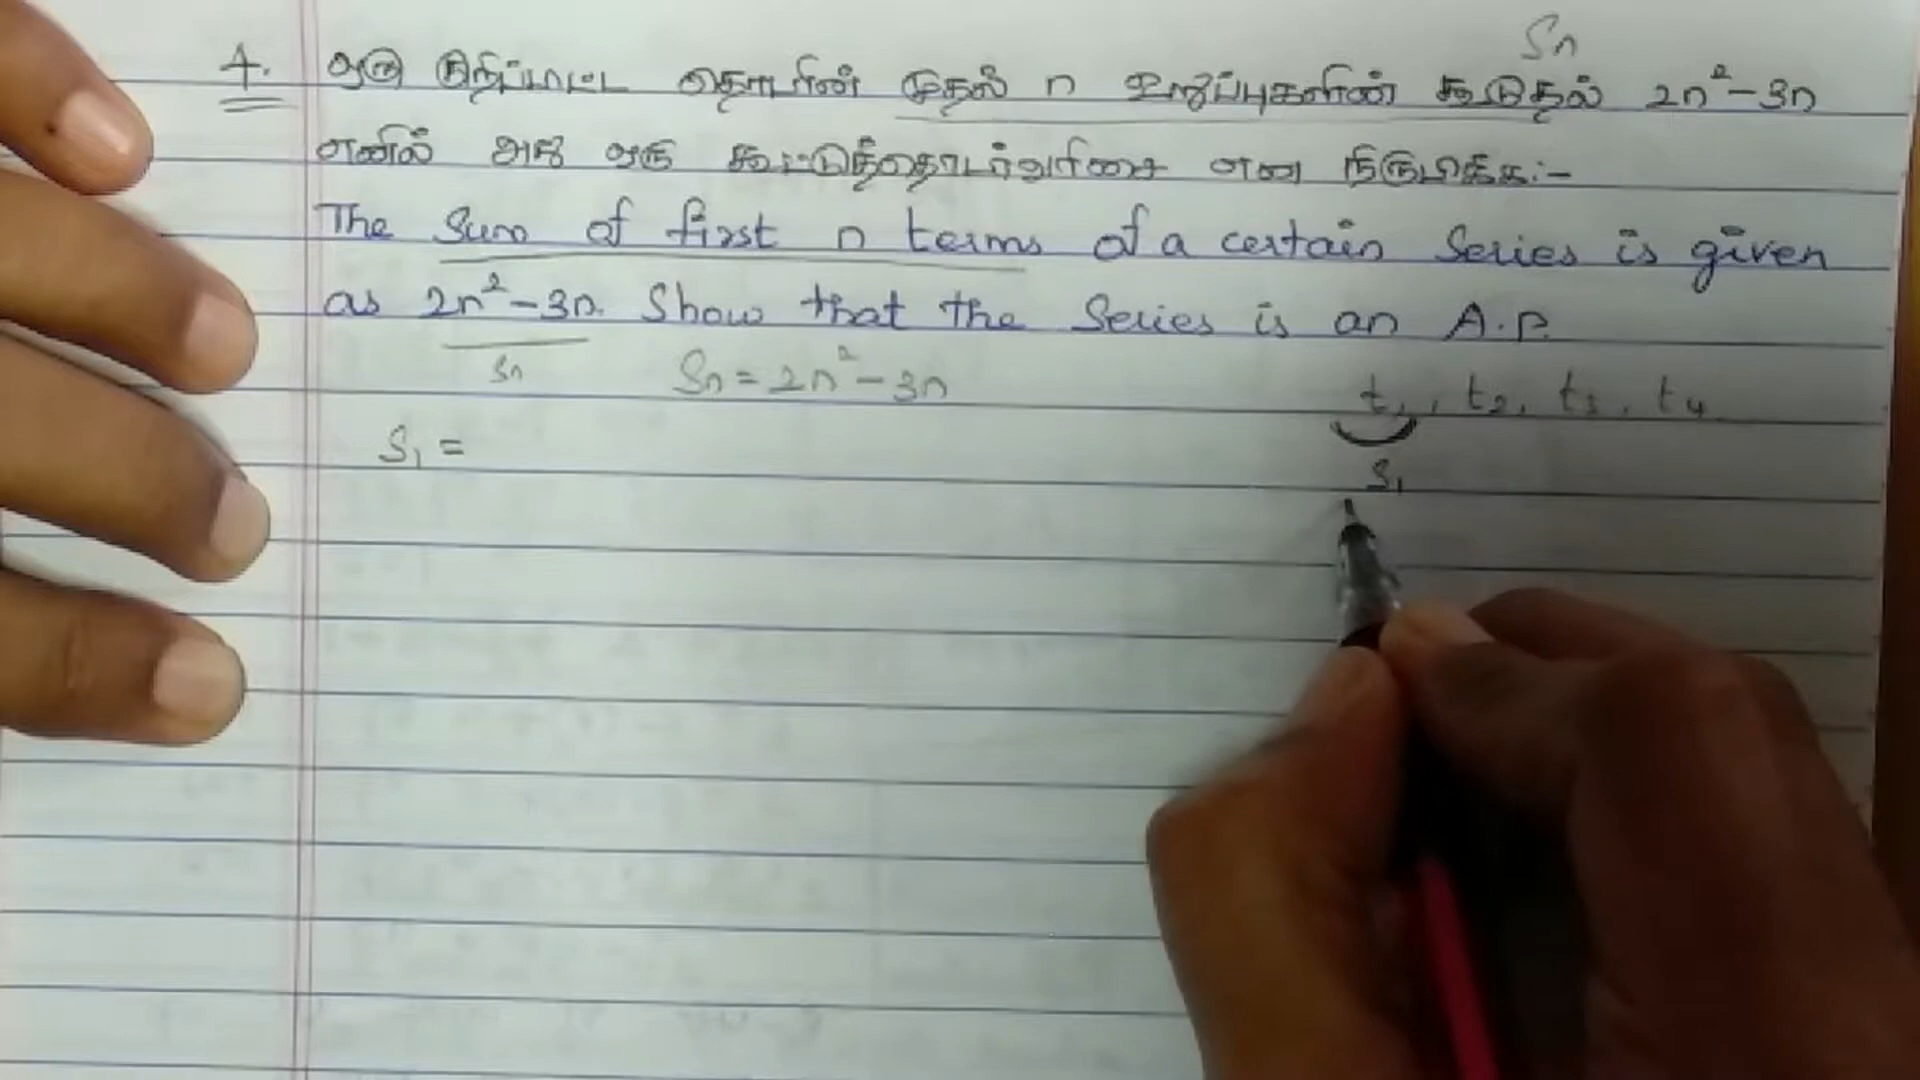 Sn
4. ஒரு குறிப்பிட்ட தொடரின் முதல் n உறுப்புகளின் கூடுதல் 2n²-3n
எனில் அது ஒரு கூட்டுத்தொடர்வரிசை என நிரூபிக்க:-
The Sum of first n terms of a certain Series is given
as 2n²-3n. Show that the Series is an A.P.
Sn Sn = 2n²-3n t₁, t₂, t₃, t₄
S₁ =
S₁